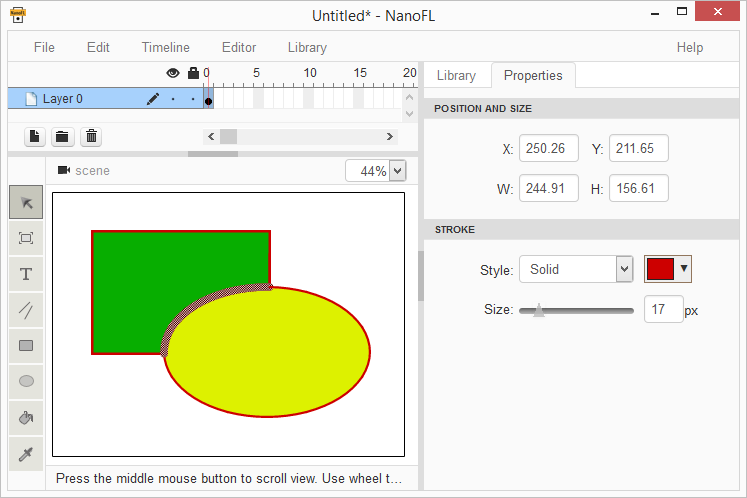 Untitled* - NanoFL
File Edit Timeline Editor Library Help
0 5 10 15 20
Layer 0
Library Properties
POSITION AND SIZE
X: 250.26 Y: 211.65
W: 244.91 H: 156.61
STROKE
Style: Solid
Size: 17 px
scene 44%
T
Press the middle mouse button to scroll view. Use wheel t...